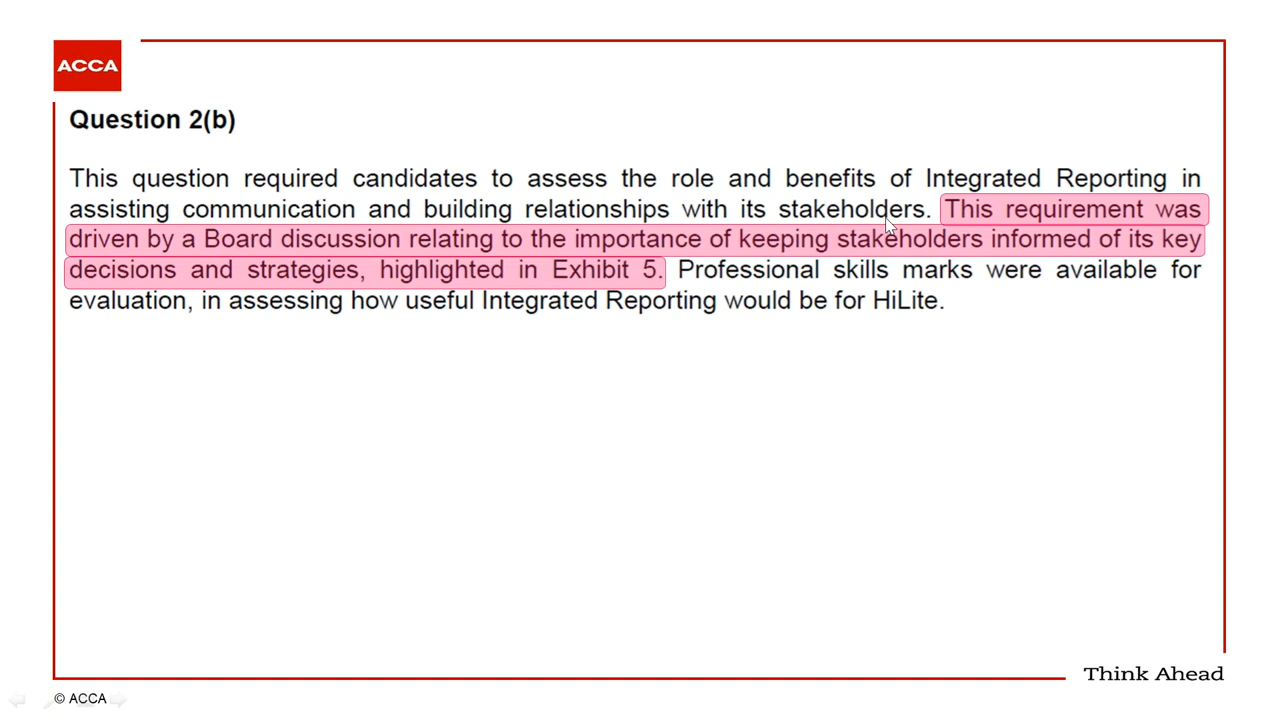 ACCA
Question 2(b)
This question required candidates to assess the role and benefits of Integrated Reporting in
assisting communication and building relationships with its stakeholders. This requirement was
driven by a Board discussion relating to the importance of keeping stakeholders informed of its key
decisions and strategies, highlighted in Exhibit 5. Professional skills marks were available for
evaluation, in assessing how useful Integrated Reporting would be for HiLite.
Think Ahead
© ACCA